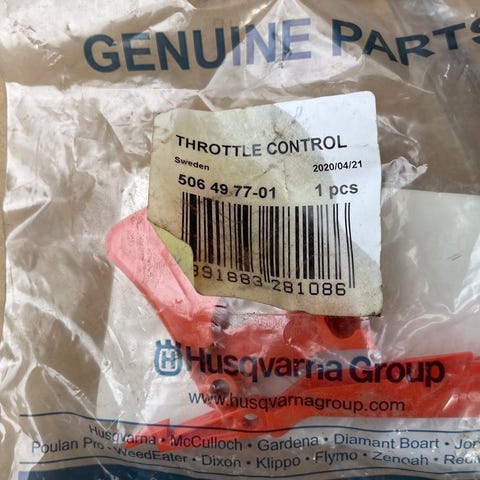 GENUINE PARTS
THROTTLE CONTROL
Sweden 2020/04/21
506 49 77-01 1 pcs
391883 281086
Husqvarna Group
www.husqvarnagroup.com
Husqvarna • McCulloch • Gardena • Diamant Boart •
Poulan Pro • WeedEater • Dixon • Klippo • Flymo • Zenoah •